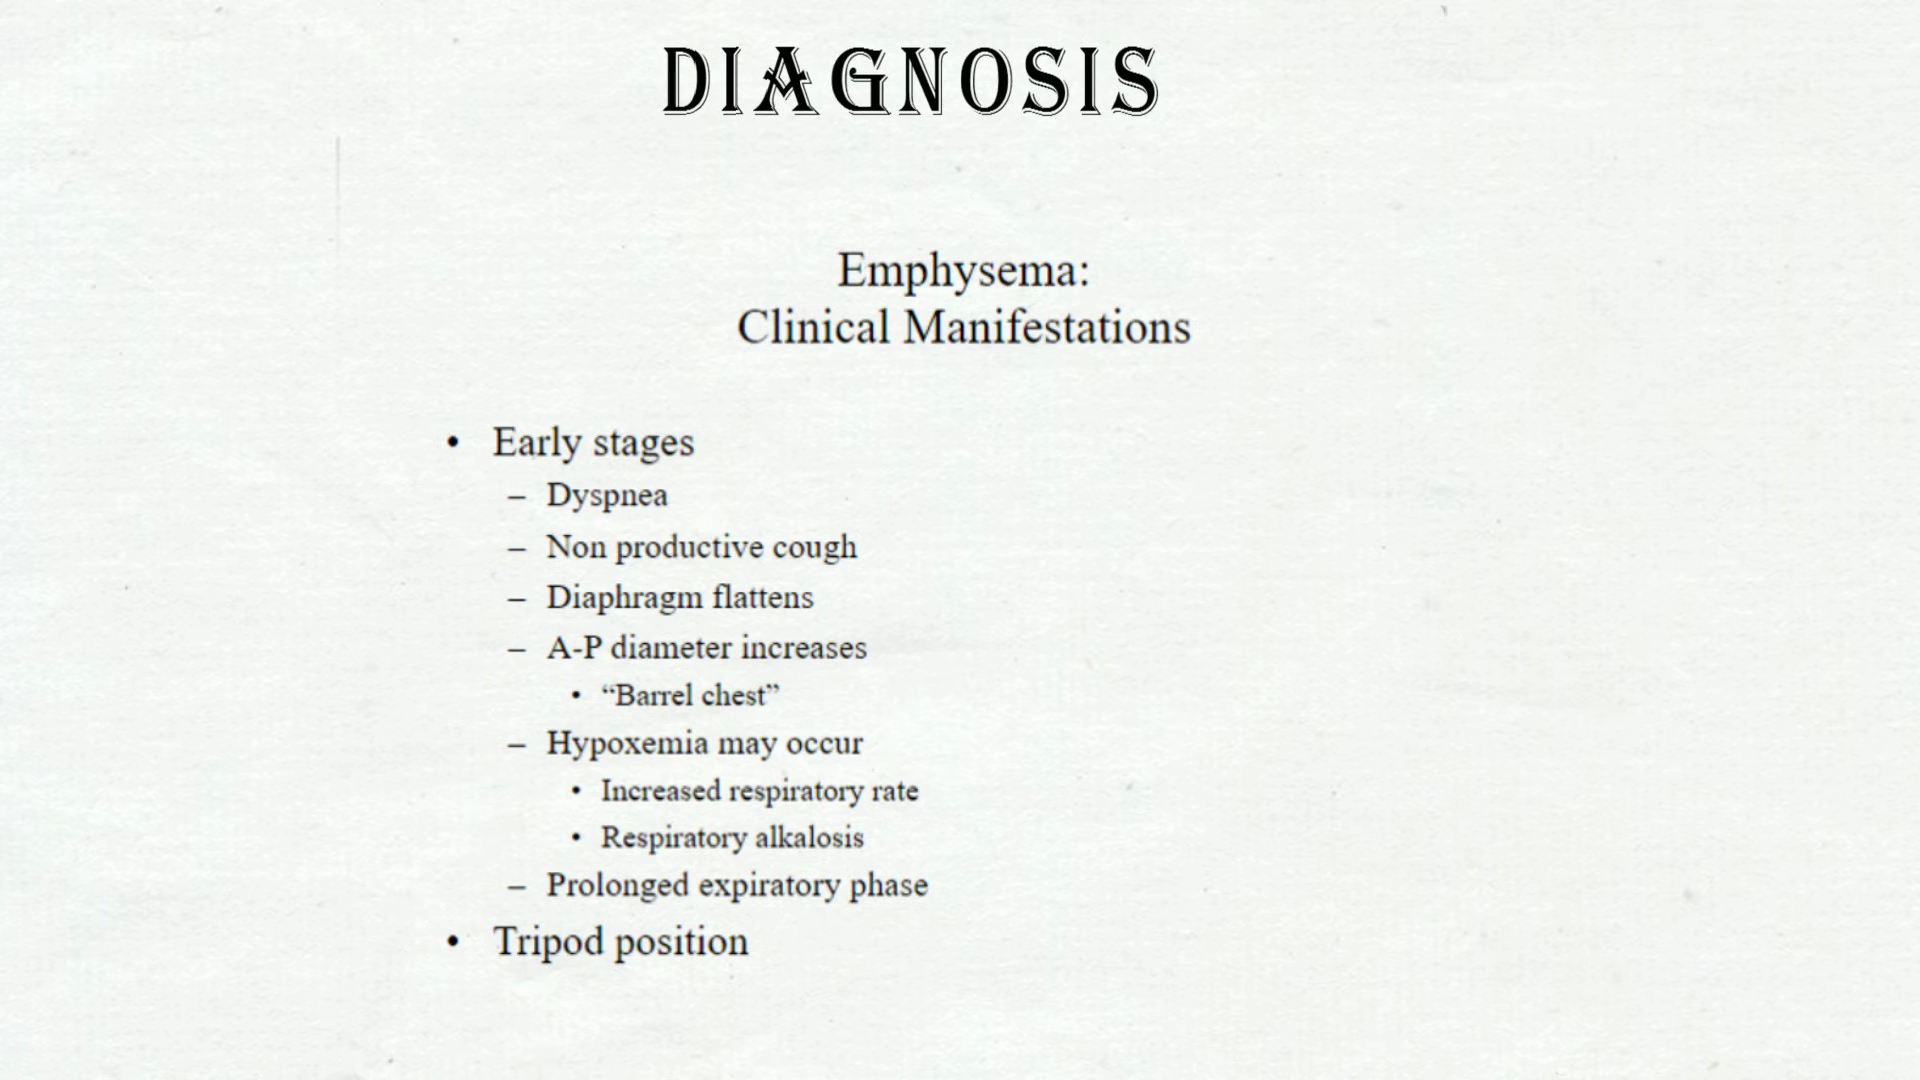 DIAGNOSIS
Emphysema:
Clinical Manifestations
• Early stages
– Dyspnea
– Non productive cough
– Diaphragm flattens
– A-P diameter increases
• “Barrel chest”
– Hypoxemia may occur
• Increased respiratory rate
• Respiratory alkalosis
– Prolonged expiratory phase
• Tripod position